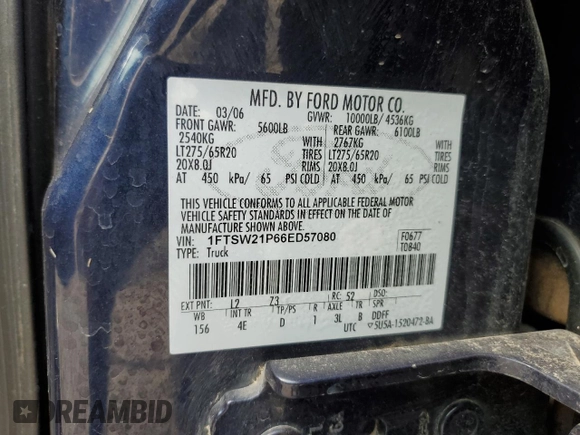 MFD. BY FORD MOTOR CO.
DATE: 03/06 GVWR: 10000LB/ 4536KG
FRONT GAWR: 5600LB REAR GAWR: 6100LB
2540KG WITH 2767KG WITH
LT275/65R20 TIRES LT275/65R20 TIRES
20X8.0J RIMS 20X8.0J RIMS
AT 450 kPa/ 65 PSI COLD AT 450 kPa/ 65 PSI COLD
THIS VEHICLE CONFORMS TO ALL APPLICABLE FEDERAL MOTOR
VEHICLE SAFETY STANDARDS IN EFFECT ON THE DATE OF
MANUFACTURE SHOWN ABOVE.
VIN: 1FTSW21P66ED57080 F0677
TYPE: Truck TDB40
EXT PNT: L2 Z3 RC: 52 DSO:
WB INT TR TP/PS R AXLE TR SPR
156 4E D 1 3L B DDFF
UTC 5U5A-1520472-BA
DREAMBID